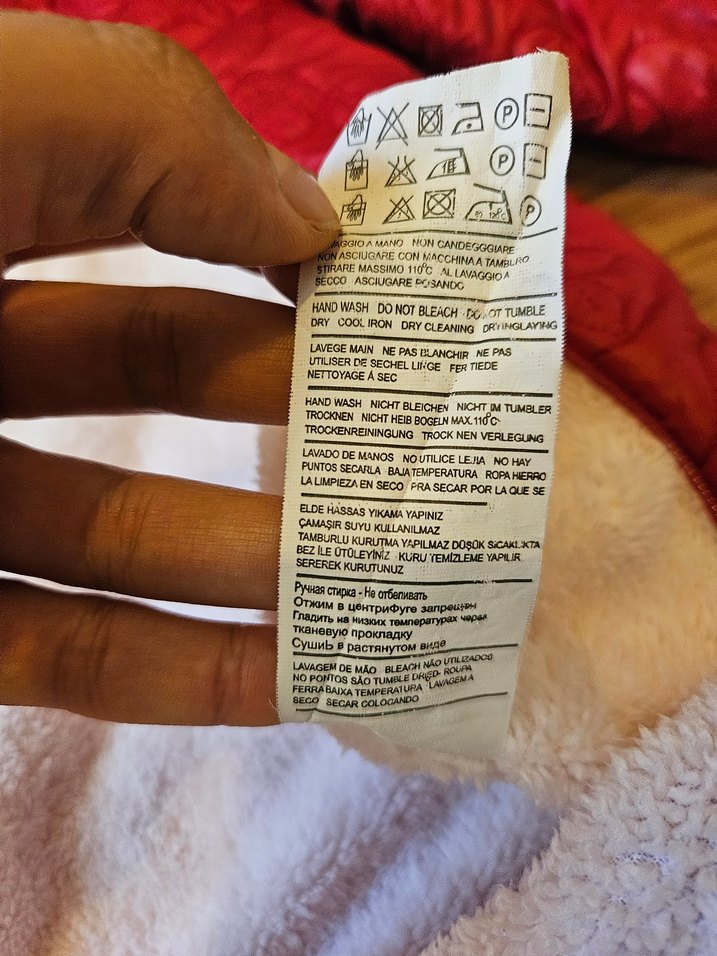 P
P
80 120°C P
LAVAGGIO A MANO NON CANDEGGGIARE
NON ASCIUGARE CON MACCHINA A TAMBURO
STIRARE MASSIMO 110°C AL LAVAGGIO A
SECCO ASCIUGARE POSANDO
HAND WASH DO NOT BLEACH DO NOT TUMBLE
DRY COOL IRON DRY CLEANING DRYINGLAYING
LAVEGE MAIN NE PAS BLANCHIR NE PAS
UTILISER DE SECHEL LINGE FER TIEDE
NETTOYAGE Á SEC
HAND WASH NICHT BLEICHEN NICHT IM TUMBLER
TROCKNEN NICHT HEIB BOGELN MAX.110°C
TROCKENREININGUNG TROCK NEN VERLEGUNG
LAVADO DE MANOS NO UTILICE LEJIA NO HAY
PUNTOS SECARLA BAJA TEMPERATURA ROPA HIERRO
LA LIMPIEZA EN SECO PRA SECAR POR LA QUE SE
ELDE HASSAS YIKAMA YAPINIZ
ÇAMAŞIR SUYU KULLANILMAZ
TAMBURLU KURUTMA YAPILMAZ DÜŞÜK SICAKLIKTA
BEZ İLE ÜTÜLEYİNİZ KURU TEMİZLEME YAPILIR
SEREREK KURUTUNUZ
Ручная стирка - Не отбеливать
Отжим в центриФуге запрещен
Гладить на низких температурах через
тканевую прокладку
СушиЬ в растянутом виде
LAVAGEM DE MÃO BLEACH NÃO UTILIZADOO
NO PONTOS SÃO TUMBLE DRIED- ROUPA
FERRA BAIXA TEMPERATURA LAVAGEM A
SECO SECAR COLOCANDO